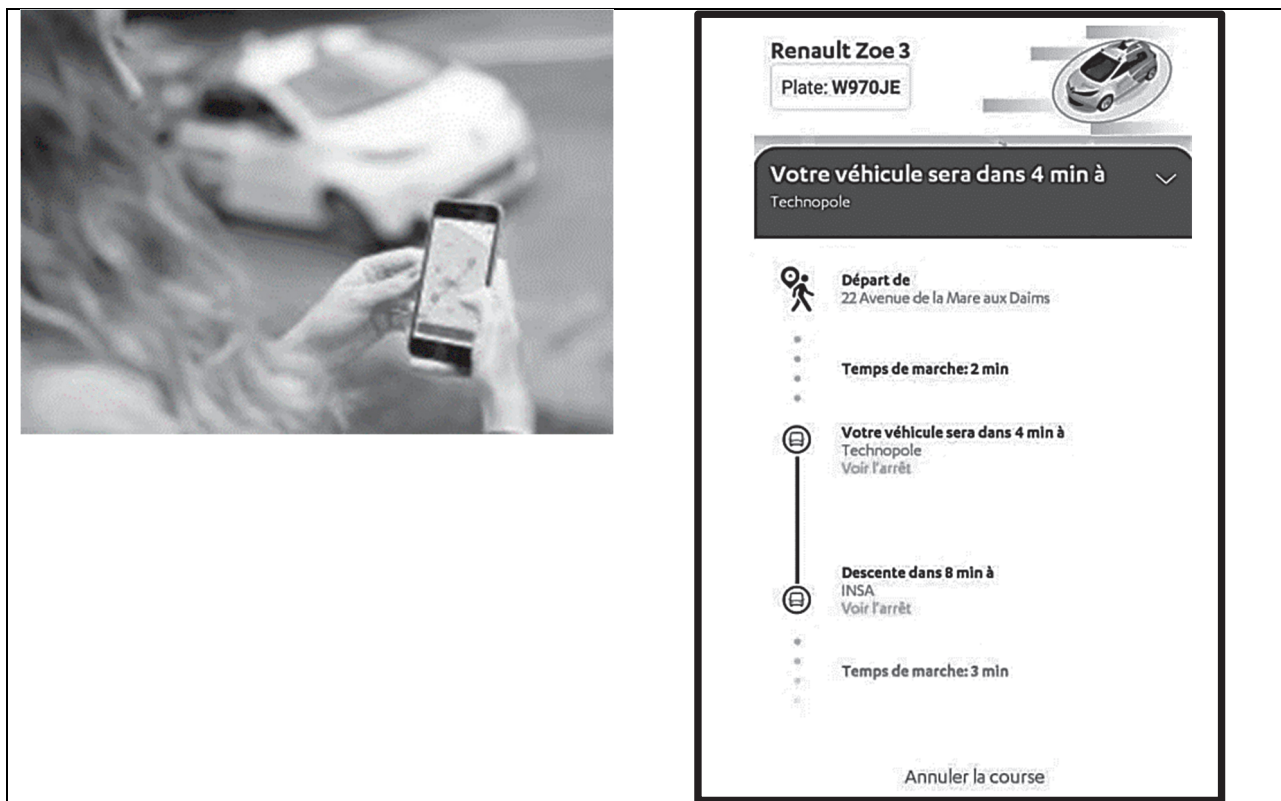 Renault Zoe 3
Plate: W970JE
Votre véhicule sera dans 4 min à
Technopole
Départ de
22 Avenue de la Mare aux Daims
Temps de marche: 2 min
Votre véhicule sera dans 4 min à
Technopole
Voir l'arrêt
Descente dans 8 min à
INSA
Voir l'arrêt
Temps de marche: 3 min
Annuler la course